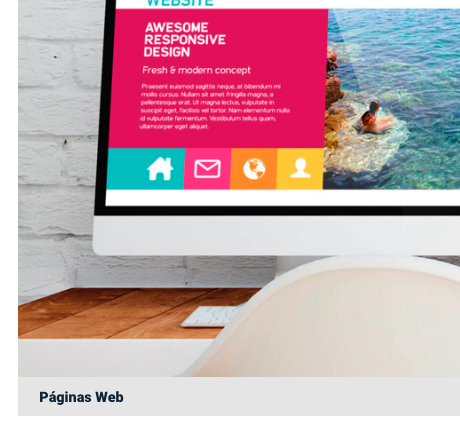 WEBSITE
AWESOME
RESPONSIVE
DESIGN
Fresh & modern concept
Praesent euismod sagittis neque, at bibendum mi
mollis cursus. Nullam sit amet fringilla magna, a
pellentesque erat. Ut magna lectus, vulputate in
suscipit eget, facilisis vel tortor. Nam elementum nulla
id vulputate fermentum. Vestibulum tellus quam,
ullamcorper eget aliquet.
Páginas Web